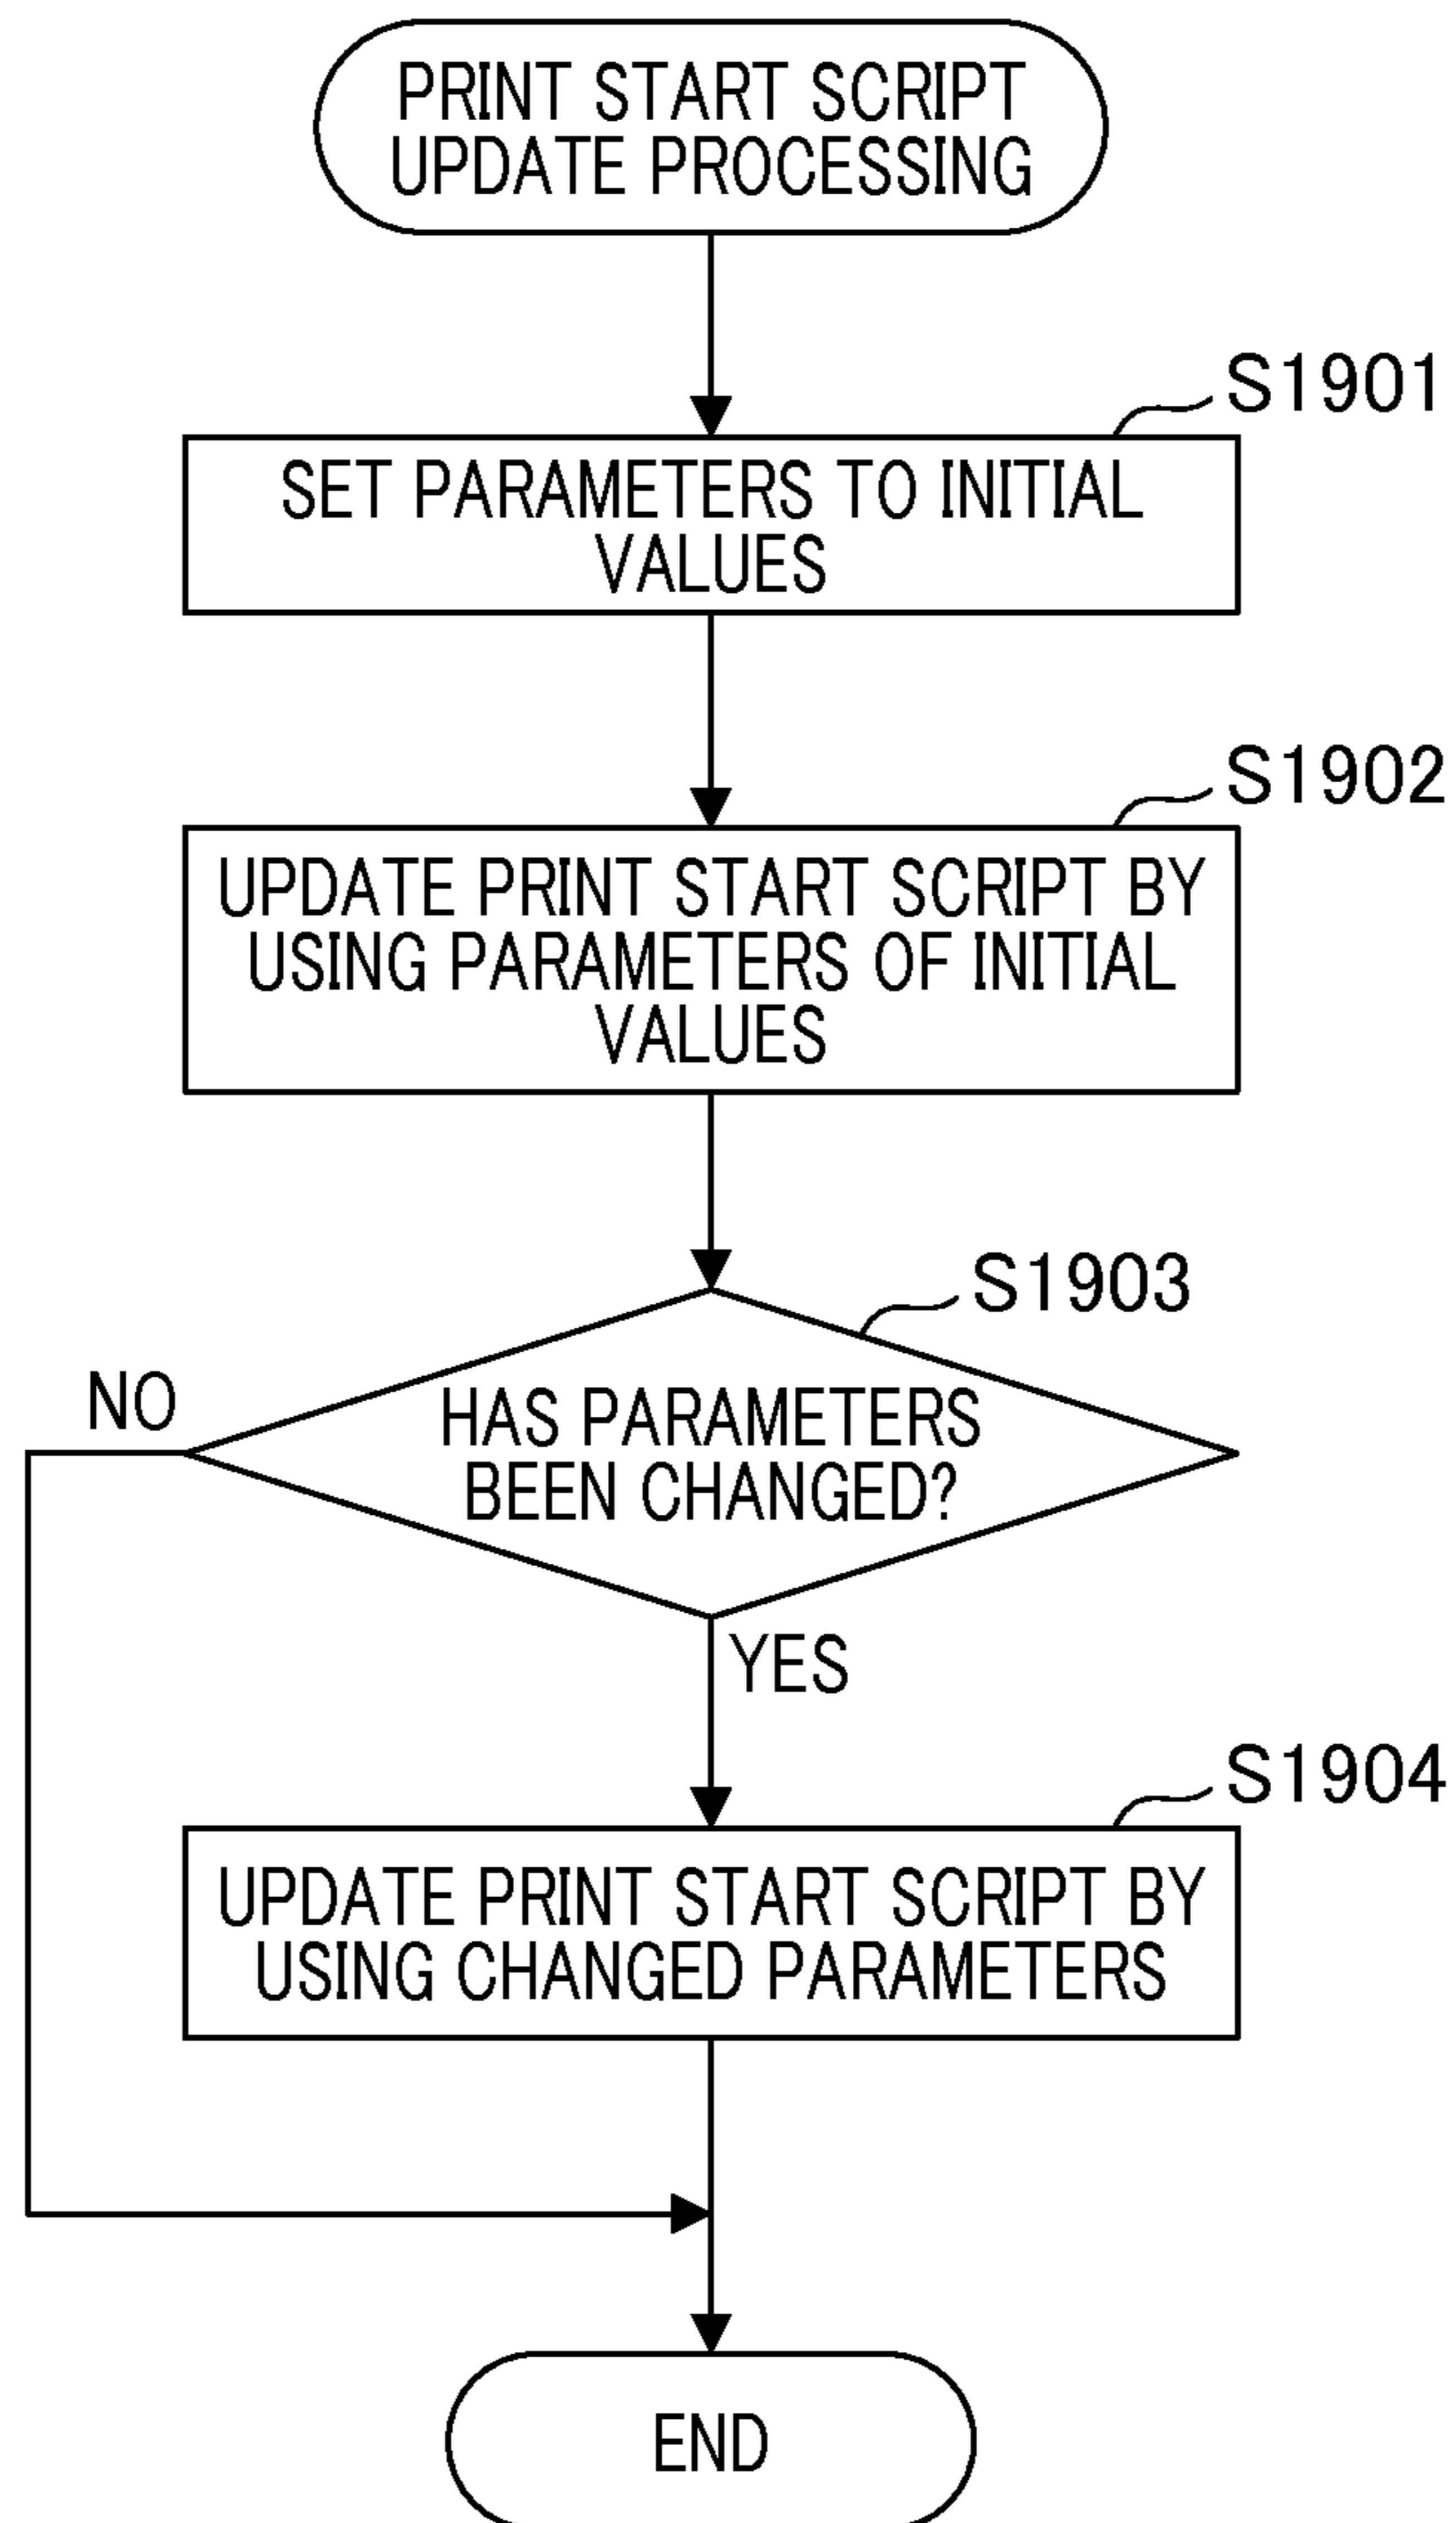 PRINT START SCRIPT
UPDATE PROCESSING
S1901
SET PARAMETERS TO INITIAL
VALUES
S1902
UPDATE PRINT START SCRIPT BY
USING PARAMETERS OF INITIAL
VALUES
S1903
NO
HAS PARAMETERS
BEEN CHANGED?
YES
S1904
UPDATE PRINT START SCRIPT BY
USING CHANGED PARAMETERS
END